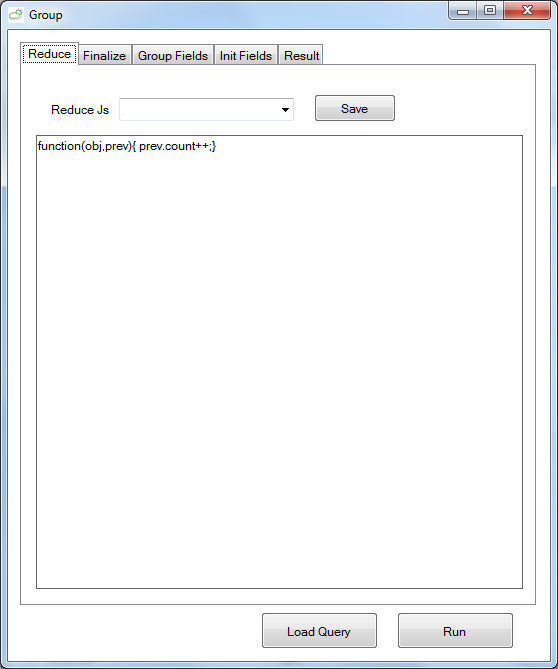 Group
Reduce Finalize Group Fields Init Fields Result
Reduce Js Save
function(obj,prev){ prev.count++;}
Load Query Run